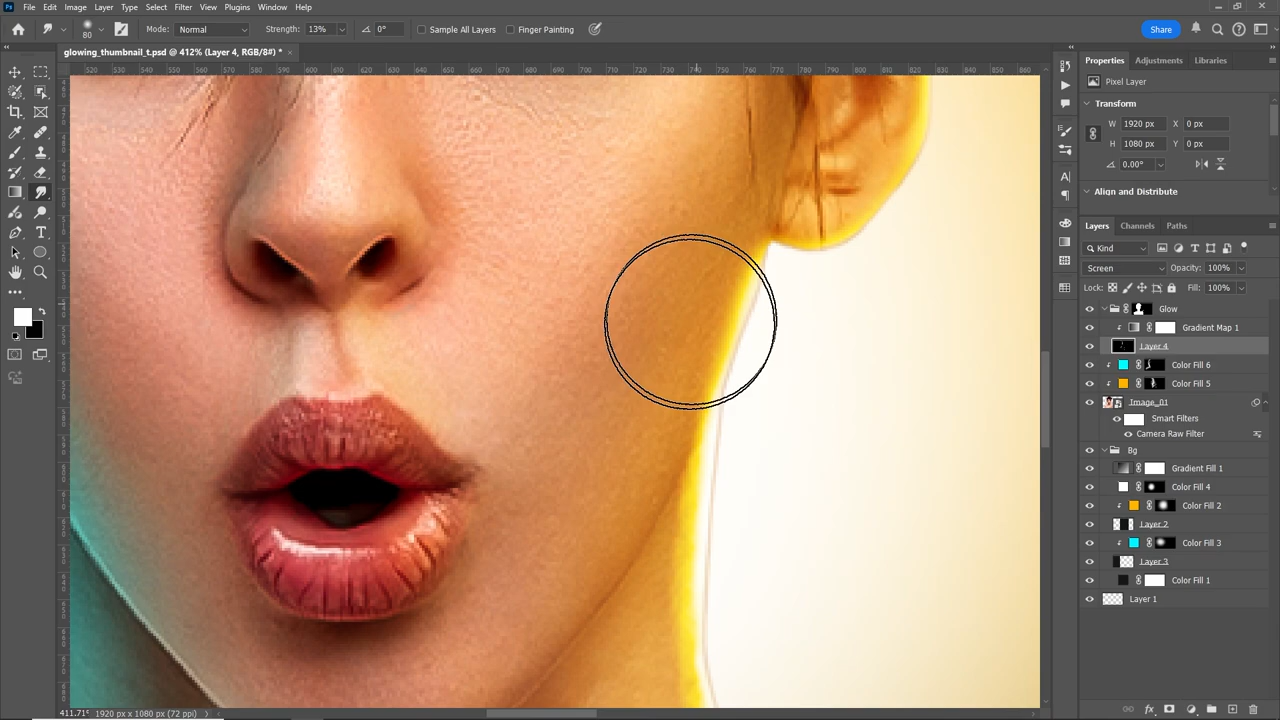 File Edit Image Layer Type Select Filter View Plugins Window Help
80 Mode: Normal Strength: 13% 0° Sample All Layers Finger Painting Share
glowing_thumbnail_t.psd @ 412% (Layer 4, RGB/8#) * ×
520 530 540 550 560 570 580 590 600 610 620 630 640 650 660 670 680 690 700 710 720 730 740 750 760 770 780 790 800 810 820 830 840 850 860
Properties Adjustments Libraries
Pixel Layer
Transform
W 1920 px X 0 px
H 1080 px Y 0 px
0.00°
Align and Distribute
Layers Channels Paths
Kind
Screen Opacity: 100%
Lock: Fill: 100%
Glow
Gradient Map 1
Layer 4
Color Fill 6
Color Fill 5
Image_01
Smart Filters
Camera Raw Filter
Bg
Gradient Fill 1
Color Fill 4
Color Fill 2
Layer 2
Color Fill 3
Layer 3
Color Fill 1
Layer 1
411.71% 1920 px x 1080 px (72 ppi)